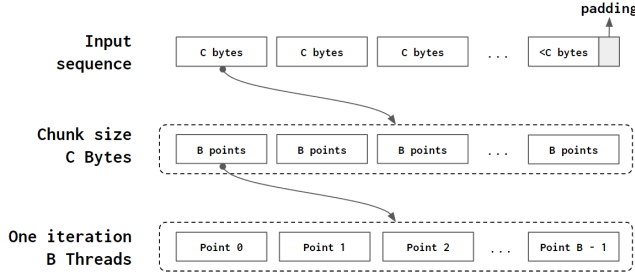 padding
Input
sequence
C bytes
C bytes
C bytes
...
<C bytes
Chunk size
C Bytes
B points
B points
B points
...
B points
One iteration
B Threads
Point 0
Point 1
Point 2
...
Point B - 1